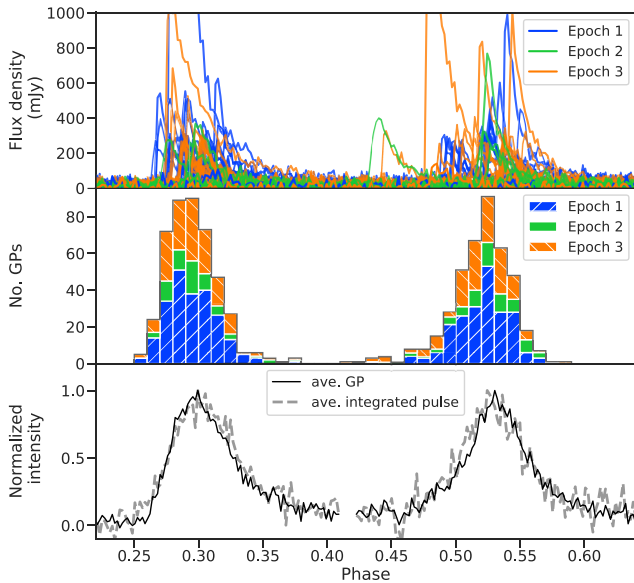 1000
800
600
400
200
0
Flux density
(mJy)
Epoch 1
Epoch 2
Epoch 3
80
60
40
20
0
No. GPs
Epoch 1
Epoch 2
Epoch 3
1.0
0.5
0.0
Normalized
intensity
ave. GP
ave. integrated pulse
0.25
0.30
0.35
0.40
0.45
0.50
0.55
0.60
Phase